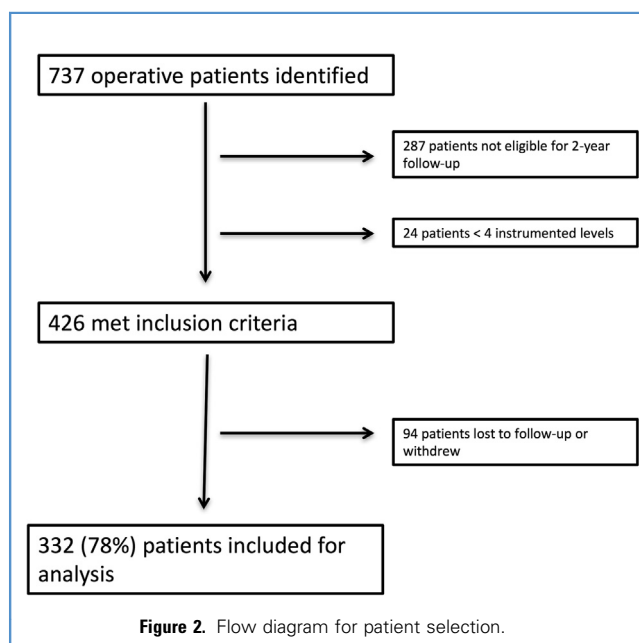 737 operative patients identified
287 patients not eligible for 2-year
follow-up
24 patients < 4 instrumented levels
426 met inclusion criteria
94 patients lost to follow-up or
withdrew
332 (78%) patients included for
analysis
Figure 2. Flow diagram for patient selection.